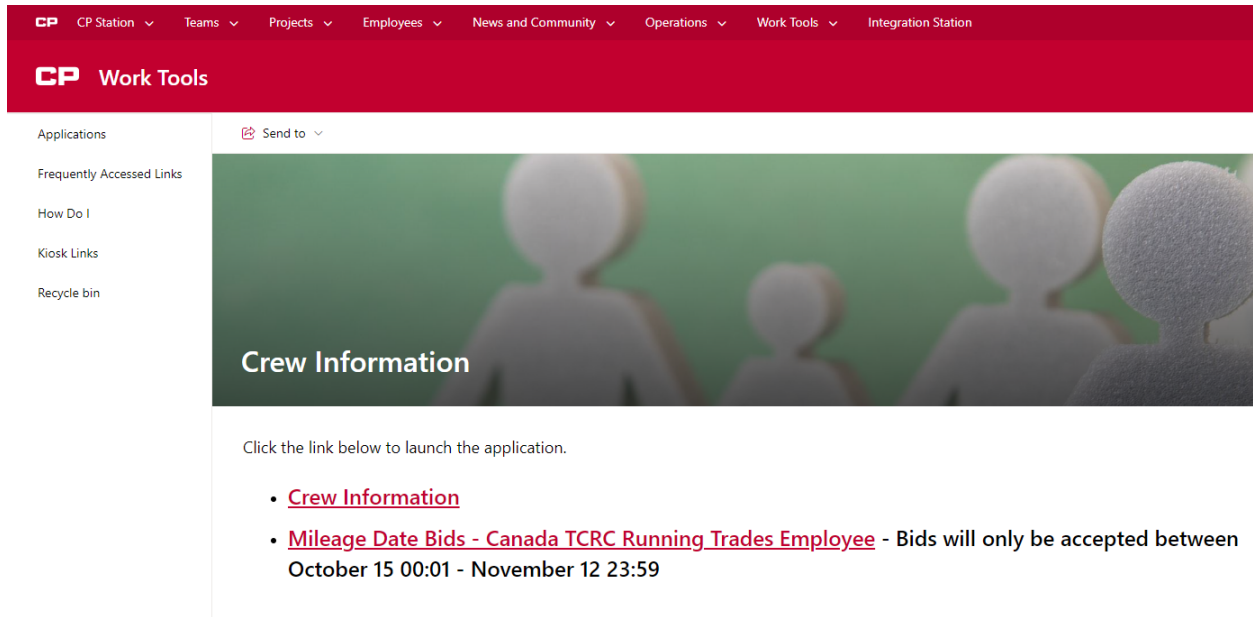 CP CP Station Teams Projects Employees News and Community Operations Work Tools Integration Station
CP Work Tools
Applications
Frequently Accessed Links
How Do I
Kiosk Links
Recycle bin
Send to
Crew Information
Click the link below to launch the application.
• Crew Information
• Mileage Date Bids - Canada TCRC Running Trades Employee - Bids will only be accepted between
October 15 00:01 - November 12 23:59